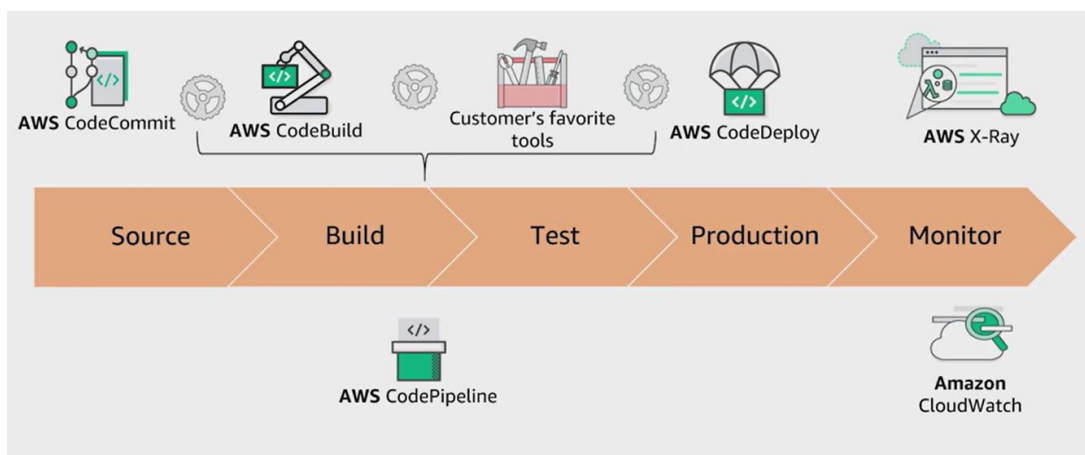 AWS CodeCommit
AWS CodeBuild
Customer's favorite
tools
AWS CodeDeploy
AWS X-Ray
Source
Build
Test
Production
Monitor
AWS CodePipeline
Amazon
CloudWatch